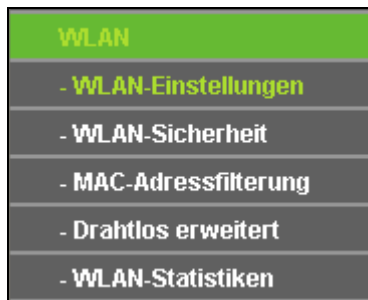 WLAN
- WLAN-Einstellungen
- WLAN-Sicherheit
- MAC-Adressfilterung
- Drahtlos erweitert
- WLAN-Statistiken